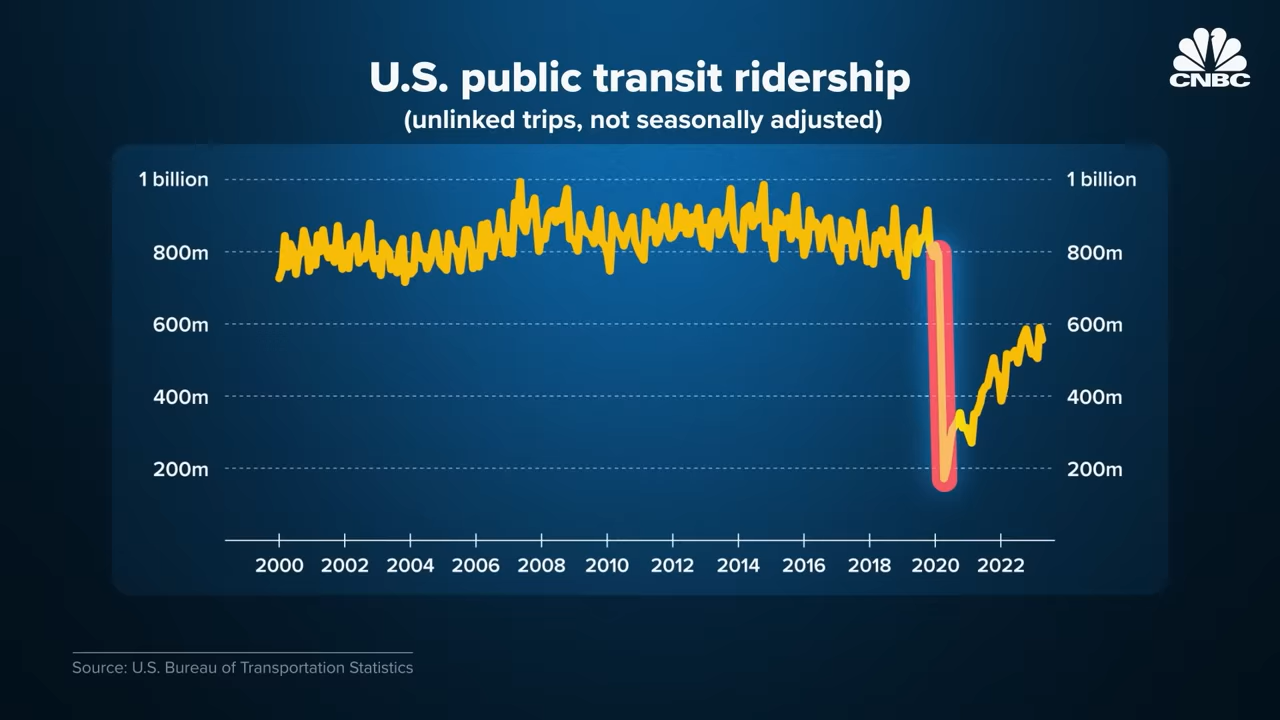 CNBC
U.S. public transit ridership
(unlinked trips, not seasonally adjusted)
1 billion 1 billion
800m 800m
600m 600m
400m 400m
200m 200m
2000 2002 2004 2006 2008 2010 2012 2014 2016 2018 2020 2022
Source: U.S. Bureau of Transportation Statistics